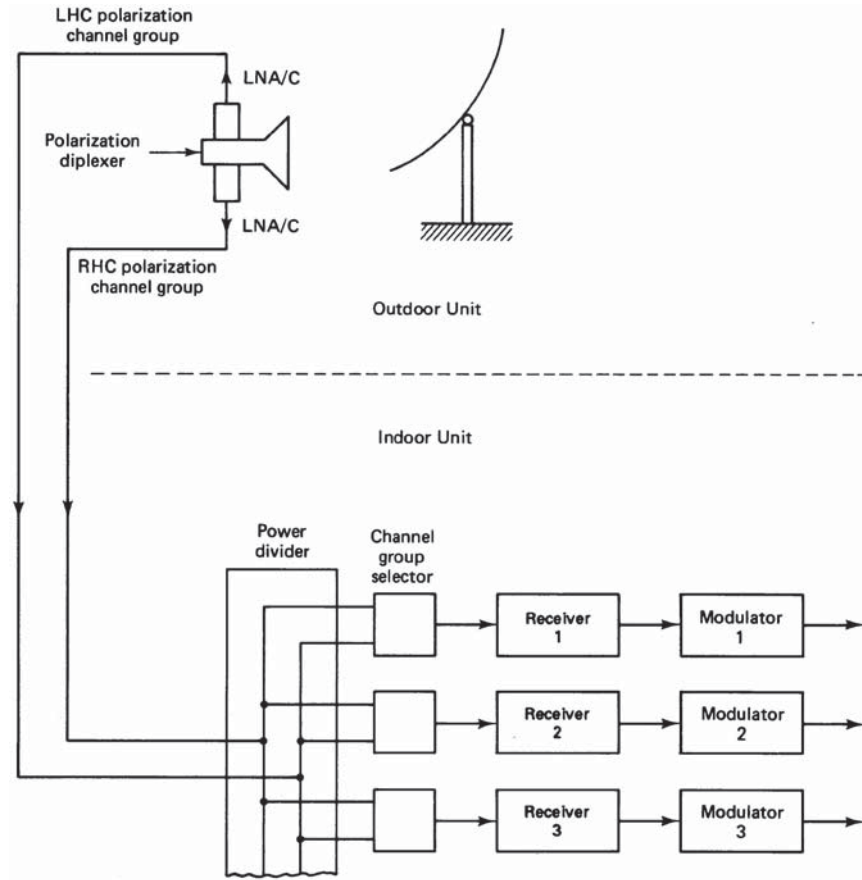 LHC polarization
channel group
LNA/C
Polarization
diplexer
LNA/C
RHC polarization
channel group
Outdoor Unit
Indoor Unit
Power
divider
Channel
group
selector
Receiver
1
Modulator
1
Receiver
2
Modulator
2
Receiver
3
Modulator
3